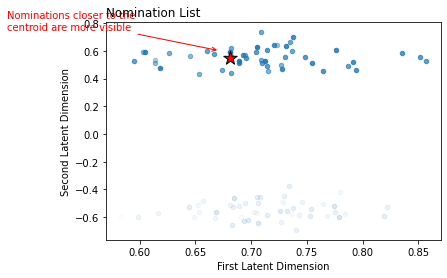 Nomination List
Nominations closer to the
centroid are more visible
0.8
0.6
0.4
0.2
0.0
−0.2
−0.4
−0.6
Second Latent Dimension
0.60
0.65
0.70
0.75
0.80
0.85
First Latent Dimension